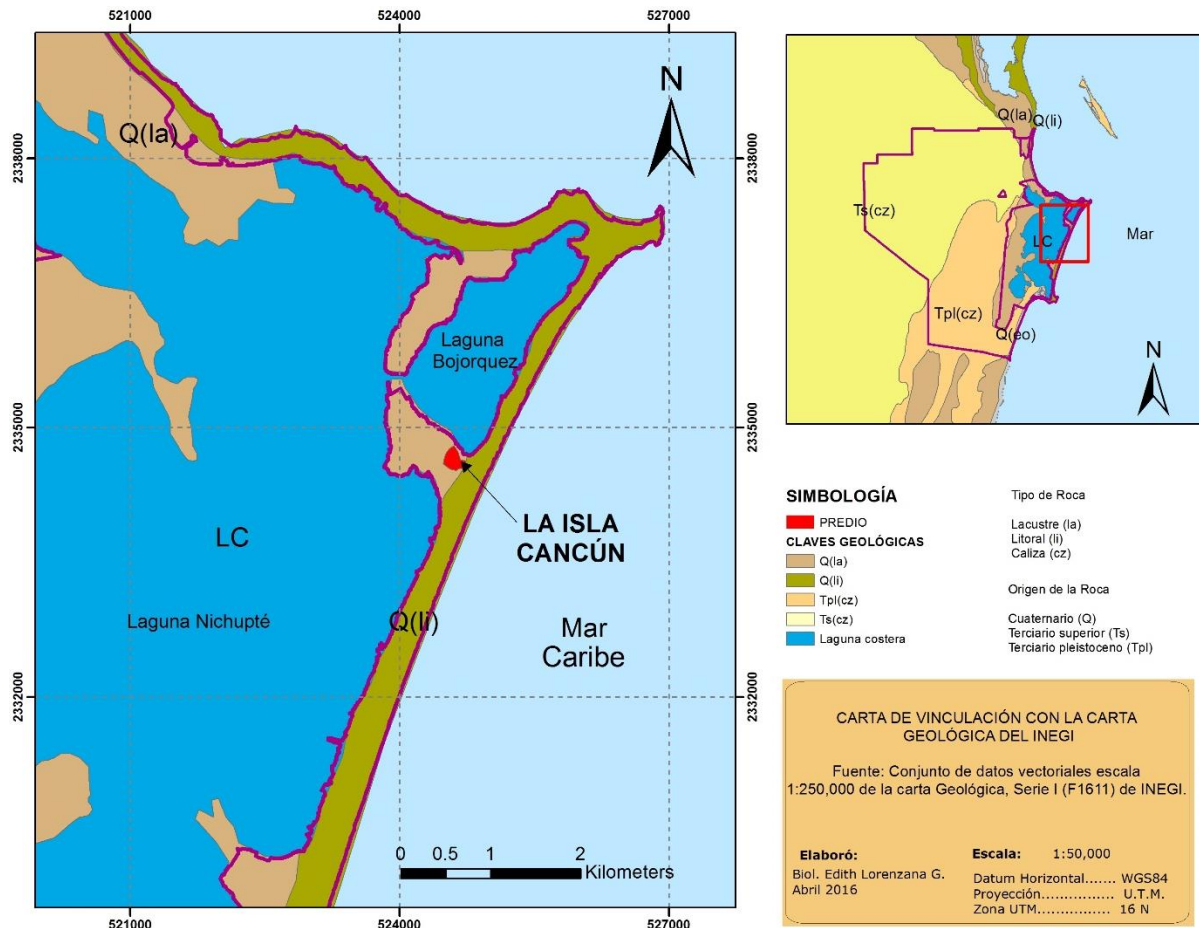 521000
524000
527000
2338000
2335000
2332000
N
Q(la)
Laguna
Bojorquez
LA ISLA
CANCÚN
LC
Laguna Nichupté
Q(li)
Mar
Caribe
0 0.5 1 2
Kilometers
2338000
2335000
2332000
521000
524000
527000
Q(la)
Q(li)
Ts(cz)
LC
Mar
Tpl(cz)
Q(eo)
N
SIMBOLOGÍA
PREDIO
CLAVES GEOLÓGICAS
Q(la)
Q(li)
Tpl(cz)
Ts(cz)
Laguna costera
Tipo de Roca
Lacustre (la)
Litoral (li)
Caliza (cz)
Origen de la Roca
Cuaternario (Q)
Terciario superior (Ts)
Terciario pleistoceno (Tpl)
CARTA DE VINCULACIÓN CON LA CARTA
GEOLÓGICA DEL INEGI
Fuente: Conjunto de datos vectoriales escala
1:250,000 de la carta Geológica, Serie I (F1611) de INEGI.
Elaboró:
Biol. Edith Lorenzana G.
Abril 2016
Escala: 1:50,000
Datum Horizontal....... WGS84
Proyección................. U.T.M.
Zona UTM................ 16 N